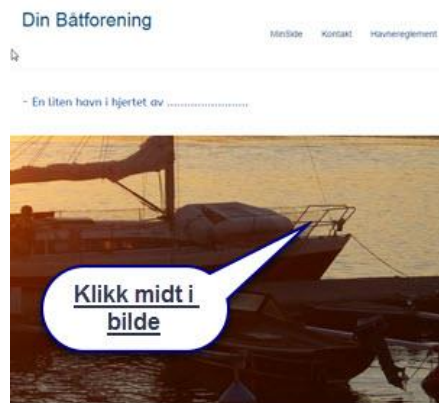 Din Båtforening
MinSide Kontakt Havnereglement
- En liten havn i hjertet av ........................
Klikk midt i
bilde